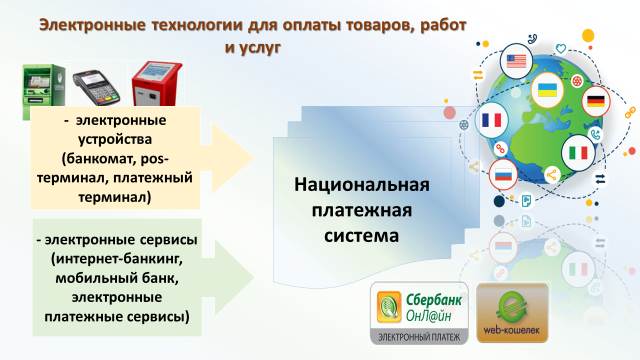 Электронные технологии для оплаты товаров, работ
и услуг
- электронные
устройства
(банкомат, pos-
терминал, платежный
терминал)
Национальная
платежная
система
- электронные сервисы
(интернет-банкинг,
мобильный банк,
электронные
платежные сервисы)
Сбербанк
ОнЛ@йн
ЭЛЕКТРОННЫЙ ПЛАТЕЖ
web-кошелек